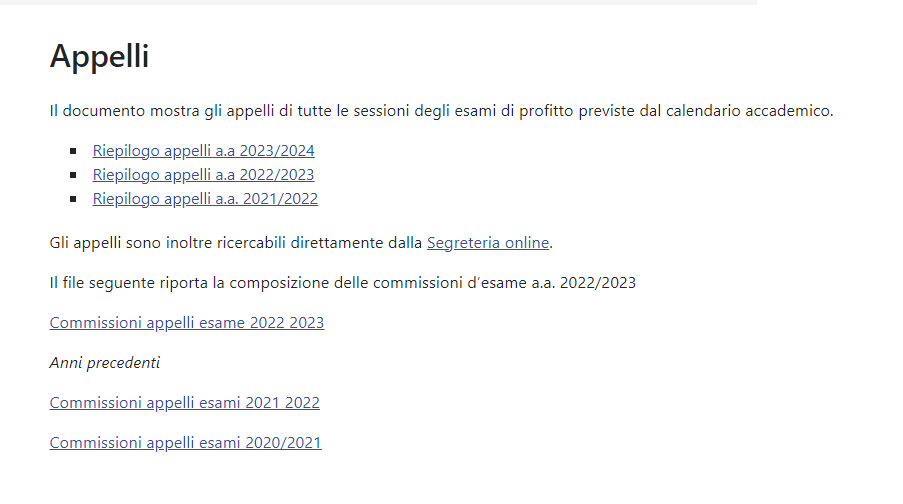 Appelli
Il documento mostra gli appelli di tutte le sessioni degli esami di profitto previste dal calendario accademico.
Riepilogo appelli a.a 2023/2024
Riepilogo appelli a.a 2022/2023
Riepilogo appelli a.a. 2021/2022
Gli appelli sono inoltre ricercabili direttamente dalla Segreteria online.
Il file seguente riporta la composizione delle commissioni d'esame a.a. 2022/2023
Commissioni appelli esame 2022 2023
Anni precedenti
Commissioni appelli esami 2021 2022
Commissioni appelli esami 2020/2021